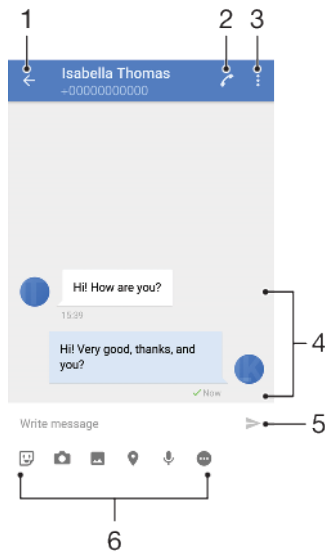 1 2 3
Isabella Thomas
+00000000000
Hi! How are you?
15:39
Hi! Very good, thanks, and
you?
Now
4
Write message
5
6